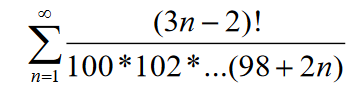 ∞
∑ (3n − 2)! / 100*102*...(98 + 2n)
n=1